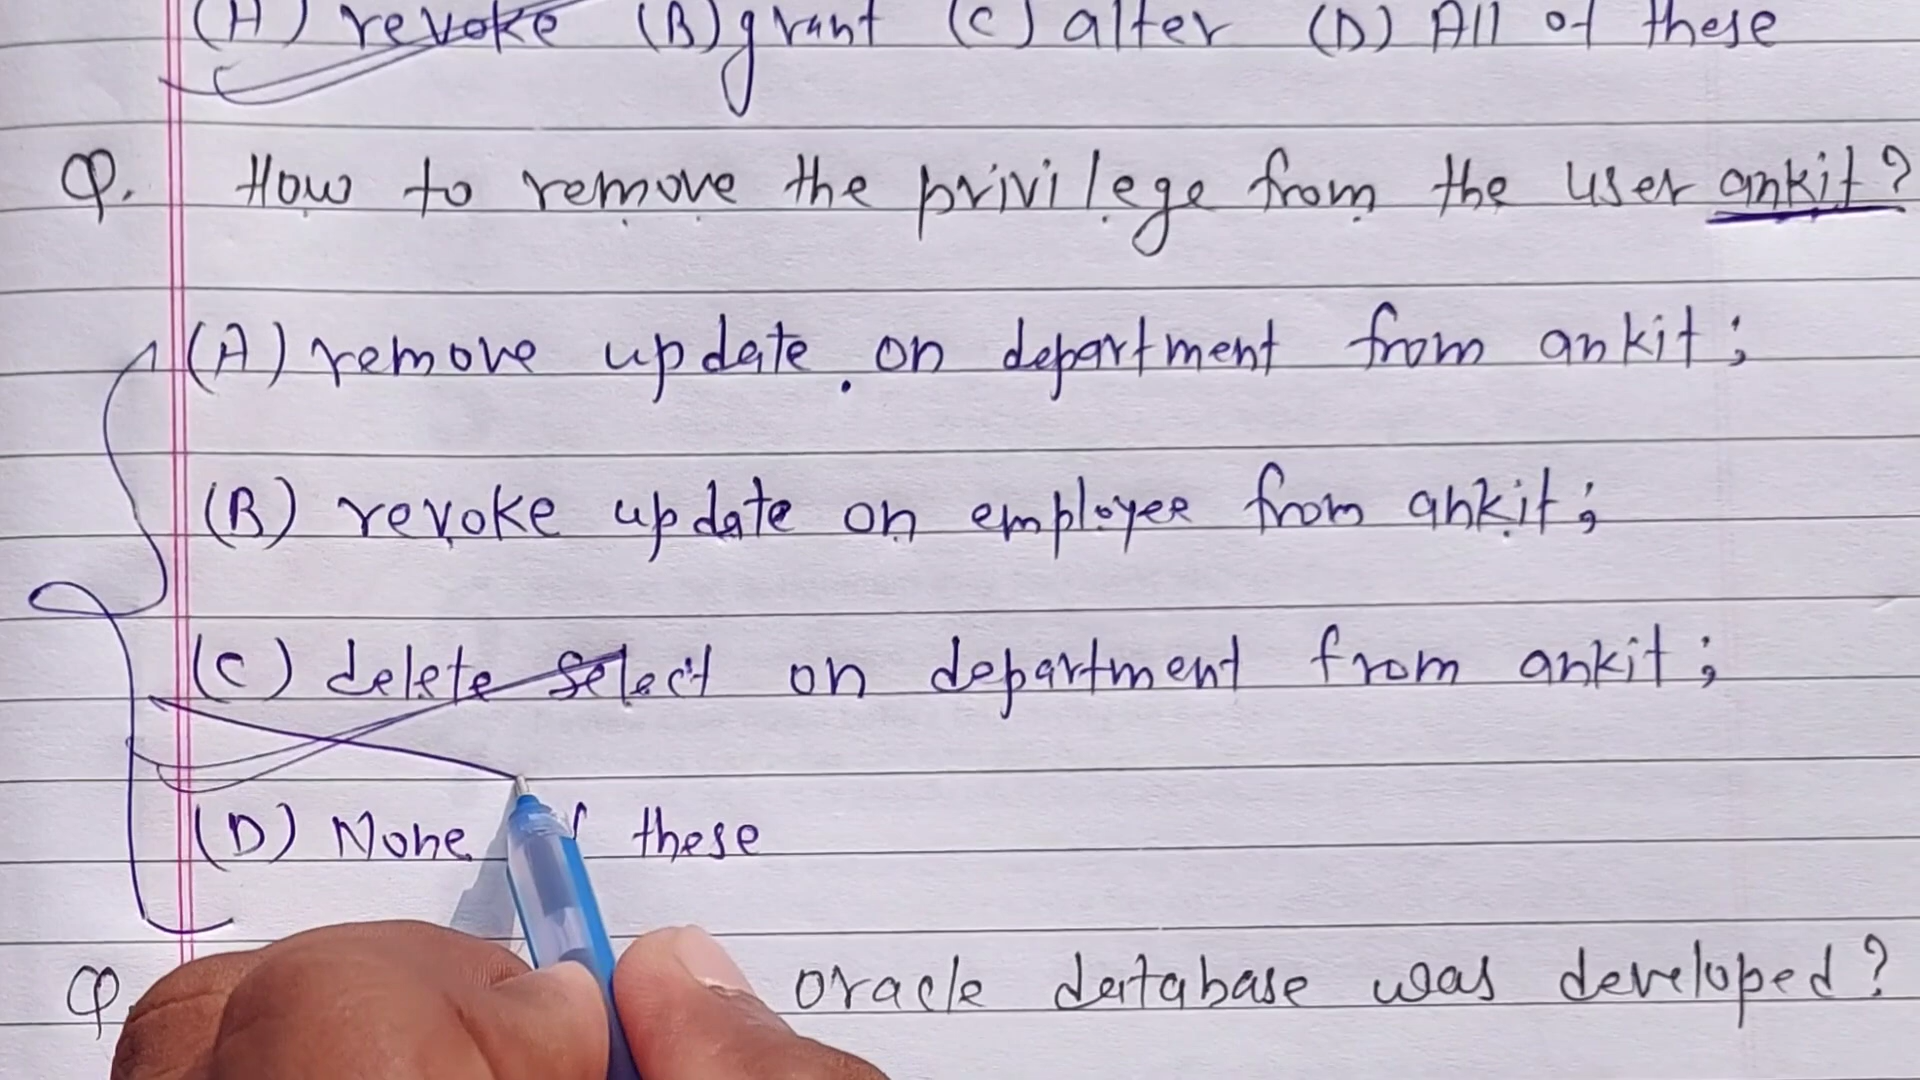 (A) revoke (B) grant (C) alter (D) All of these
Q. How to remove the privilege from the user ankit?
(A) remove update on department from ankit;
(B) revoke update on employee from ankit;
(C) delete select on department from ankit;
(D) None of these
Q. oracle database was developed?